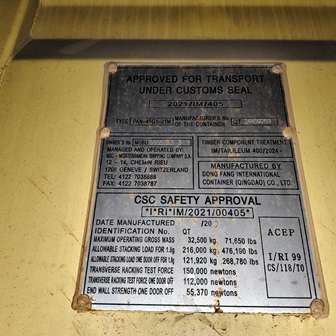 APPROVED FOR TRANSPORT
UNDER CUSTOMS SEAL
2021/IM/405
TYPE
MANUFACTURER'S No
OF THE CONTAINER
QT
OWNER'S No
MANAGED AND OPERATED BY:
MSC - MEDITERRANEAN SHIPPING COMPANY S.A.
12 - 14, CHEMIN RIEU
1208 GENEVE / SWITZERLAND
TEL: 4122 7038888
FAX: 4122 7038787
TIMBER COMPONENT TREATMENT
MANUFACTURED BY
DONG FANG INTERNATIONAL
CONTAINER (QINGDAO) CO., LTD.
CSC SAFETY APPROVAL
"I*RI*IM/2021/00405"
DATE MANUFACTURED
IDENTIFICATION No. QT
MAXIMUM OPERATING GROSS MASS 32,500 kg 71,650 lbs
ALLOWABLE STACKING LOAD FOR 1.8g 216,000 kg 476,190 lbs
ALLOWABLE STACKING LOAD ONE DOOR OFF FOR 1.8g 121,920 kg 268,780 lbs
TRANSVERSE RACKING TEST FORCE 150,000 newtons
TRANSVERSE RACKING FORCE ONE DOOR OFF 112,000 newtons
END WALL STRENGTH ONE DOOR OFF 55,370 newtons
ACEP
I/RI 99
CS/118/TO